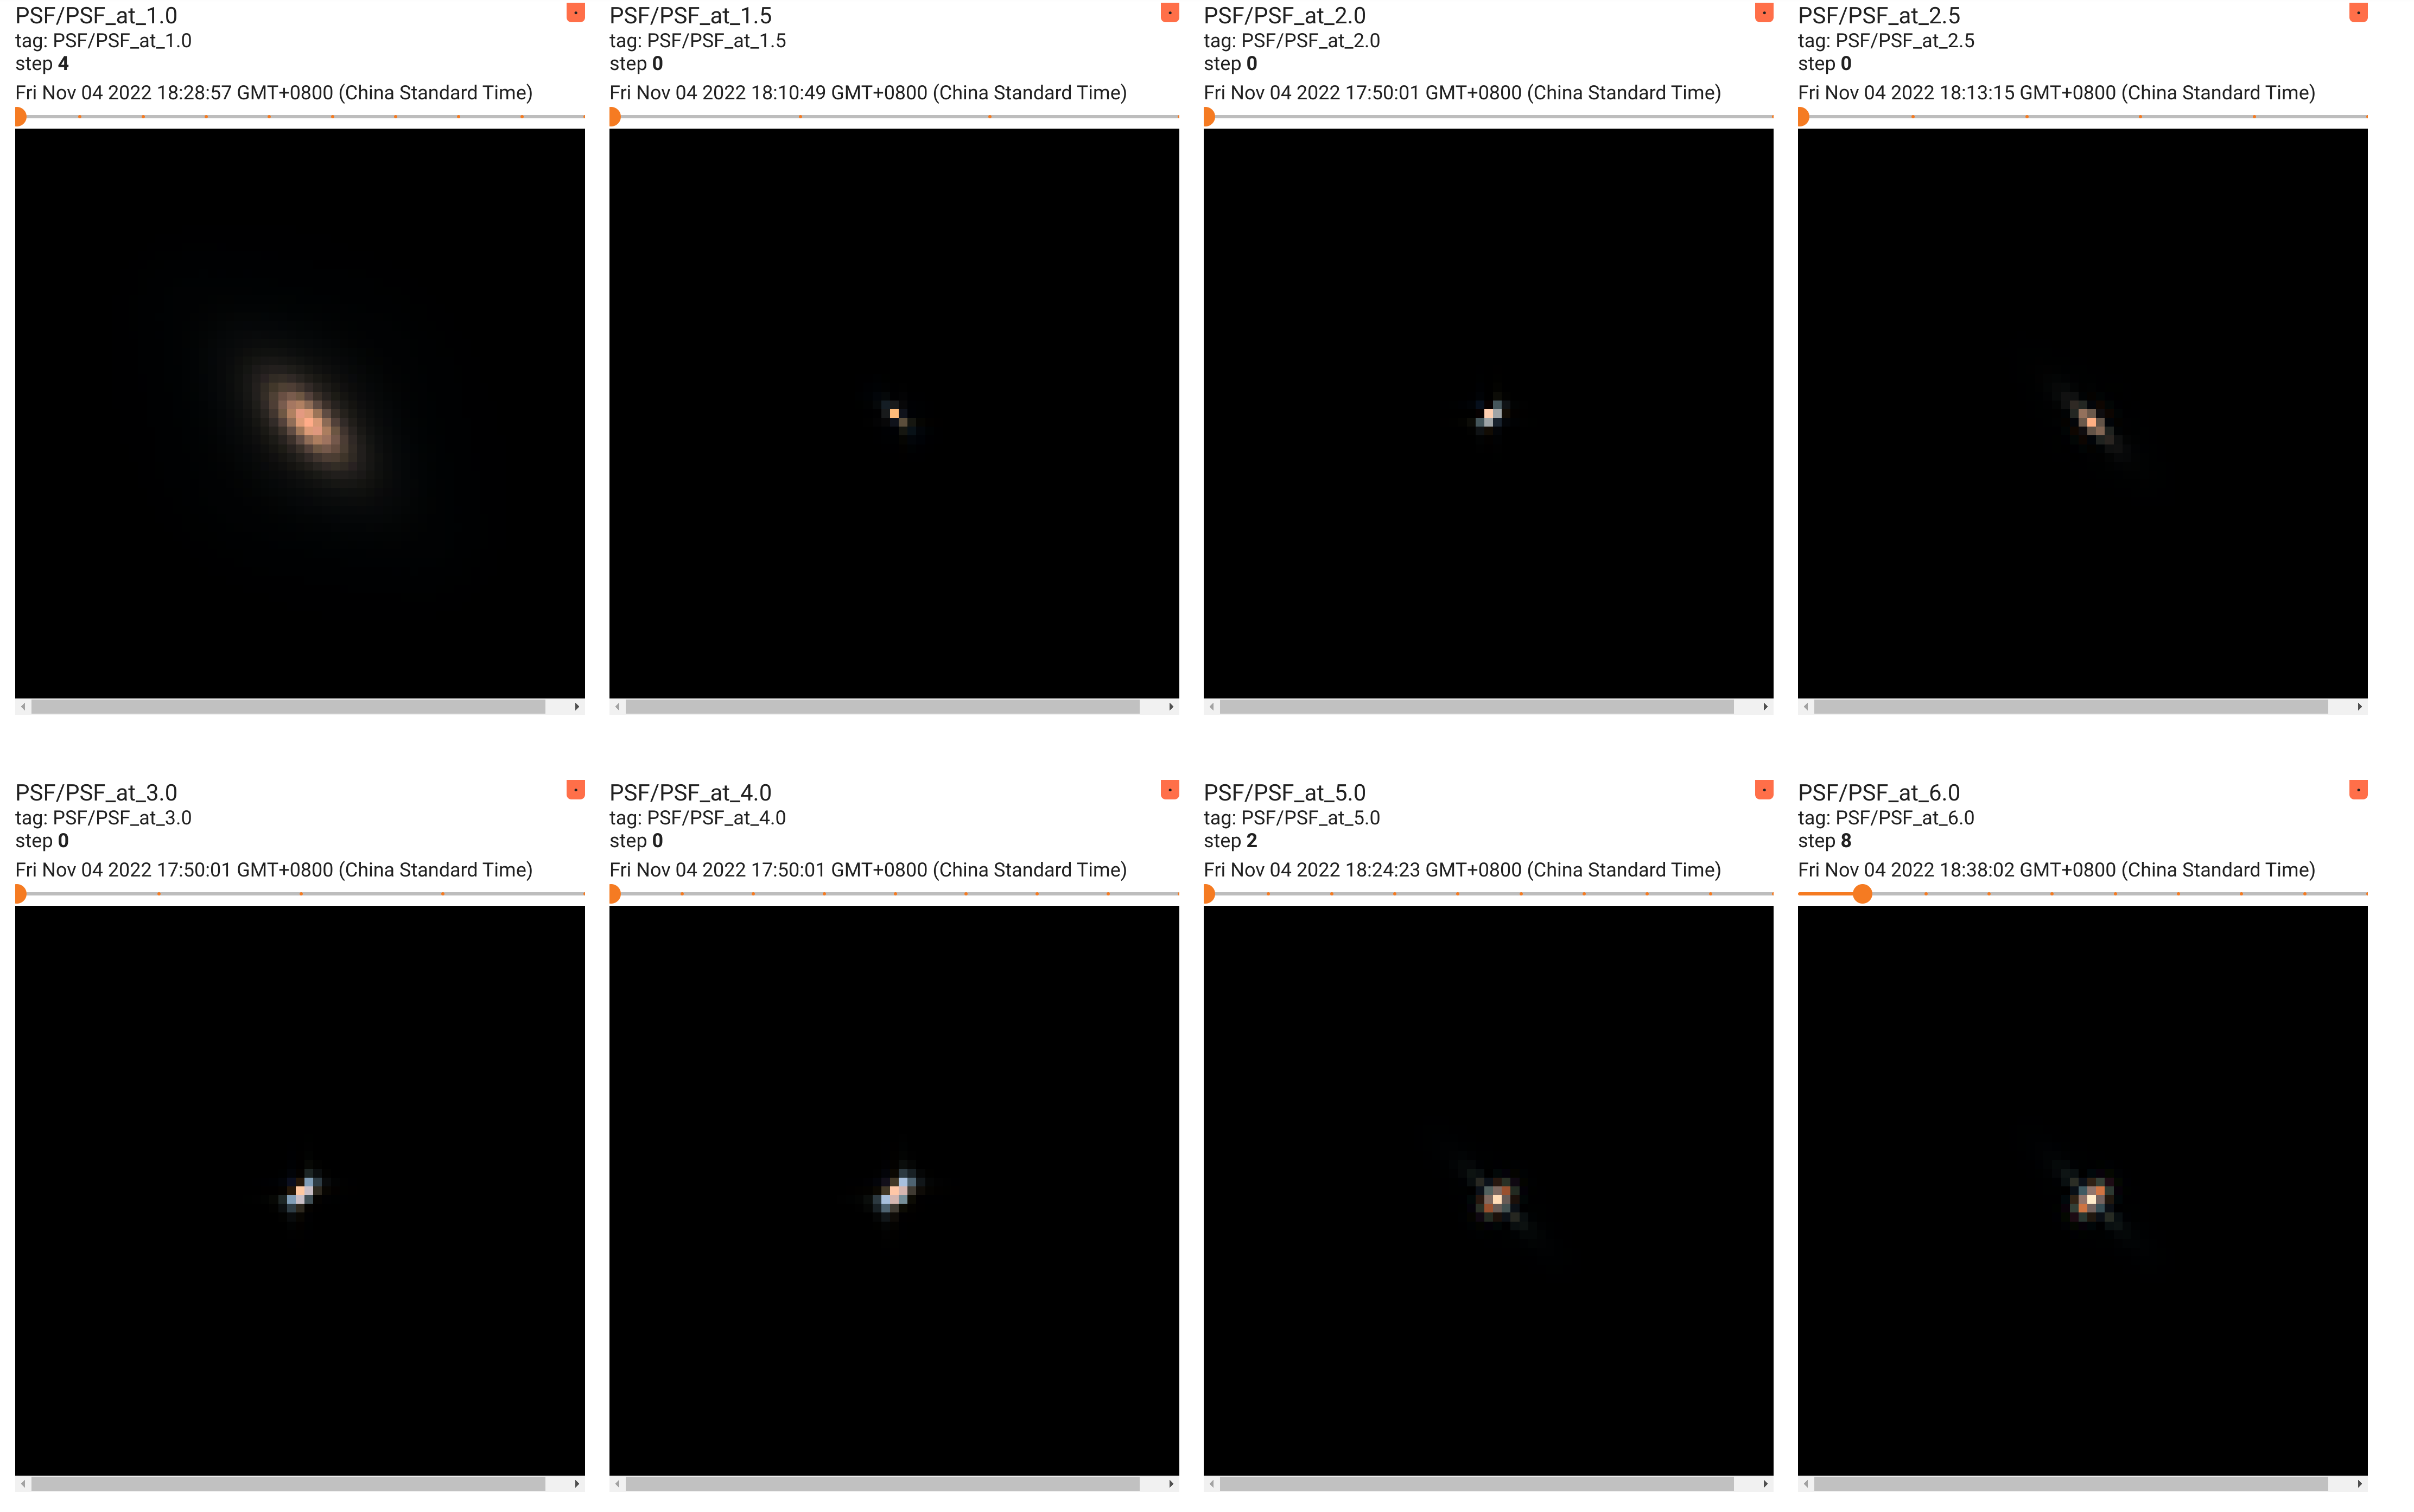 PSF/PSF_at_1.0
tag: PSF/PSF_at_1.0
step 4
Fri Nov 04 2022 18:28:57 GMT+0800 (China Standard Time)
PSF/PSF_at_1.5
tag: PSF/PSF_at_1.5
step 0
Fri Nov 04 2022 18:10:49 GMT+0800 (China Standard Time)
PSF/PSF_at_2.0
tag: PSF/PSF_at_2.0
step 0
Fri Nov 04 2022 17:50:01 GMT+0800 (China Standard Time)
PSF/PSF_at_2.5
tag: PSF/PSF_at_2.5
step 0
Fri Nov 04 2022 18:13:15 GMT+0800 (China Standard Time)
PSF/PSF_at_3.0
tag: PSF/PSF_at_3.0
step 0
Fri Nov 04 2022 17:50:01 GMT+0800 (China Standard Time)
PSF/PSF_at_4.0
tag: PSF/PSF_at_4.0
step 0
Fri Nov 04 2022 17:50:01 GMT+0800 (China Standard Time)
PSF/PSF_at_5.0
tag: PSF/PSF_at_5.0
step 2
Fri Nov 04 2022 18:24:23 GMT+0800 (China Standard Time)
PSF/PSF_at_6.0
tag: PSF/PSF_at_6.0
step 8
Fri Nov 04 2022 18:38:02 GMT+0800 (China Standard Time)